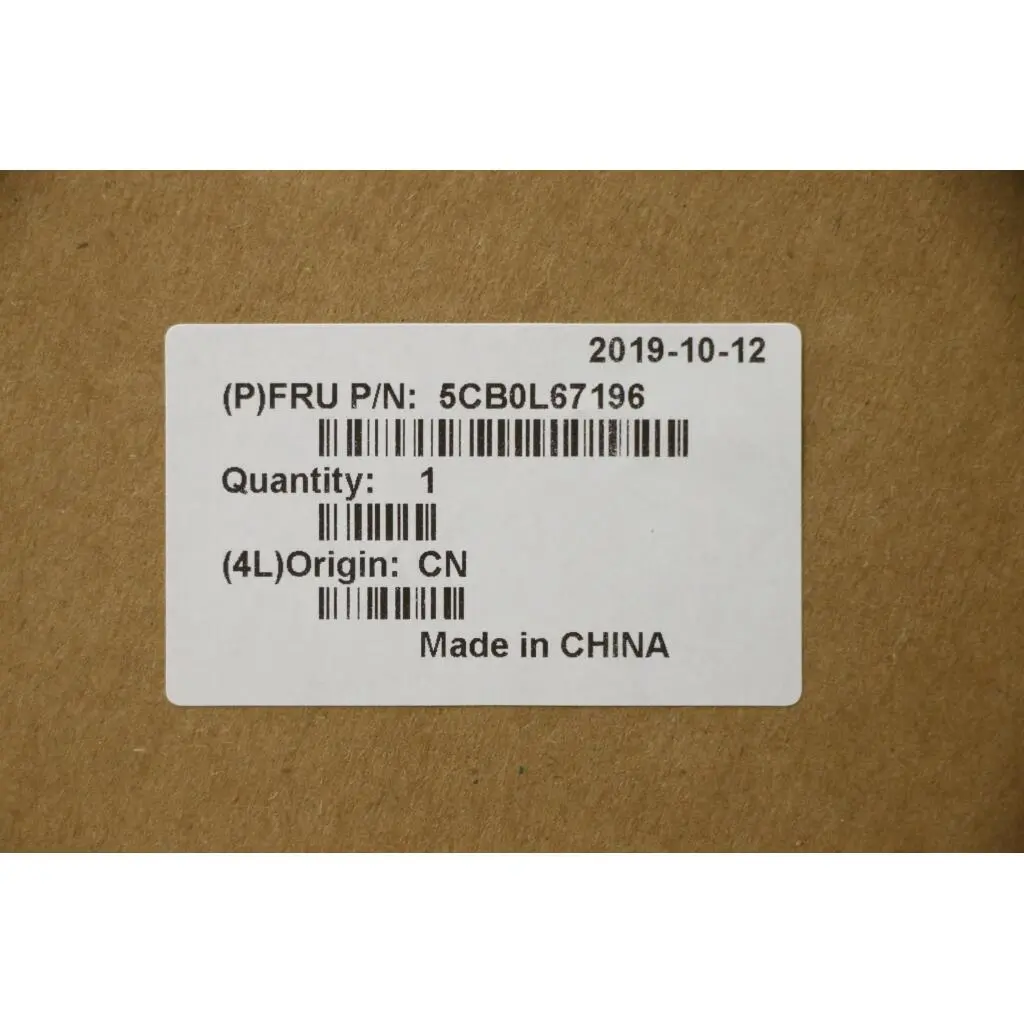 2019-10-12
(P)FRU P/N: 5CB0L67196
Quantity: 1
(4L)Origin: CN
Made in CHINA